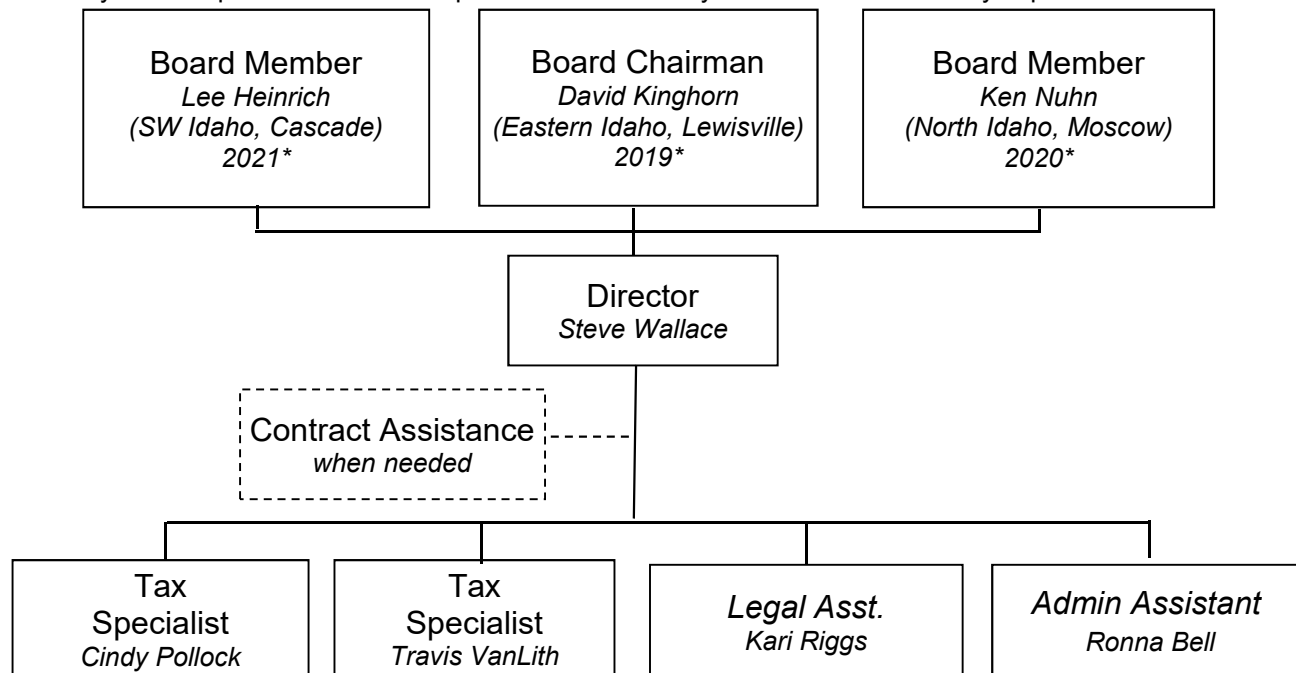 Board Member
Lee Heinrich
(SW Idaho, Cascade)
2021*
Board Chairman
David Kinghorn
(Eastern Idaho, Lewisville)
2019*
Board Member
Ken Nuhn
(North Idaho, Moscow)
2020*
Director
Steve Wallace
Contract Assistance
when needed
Tax
Specialist
Cindy Pollock
Tax
Specialist
Travis VanLith
Legal Asst.
Kari Riggs
Admin Assistant
Ronna Bell